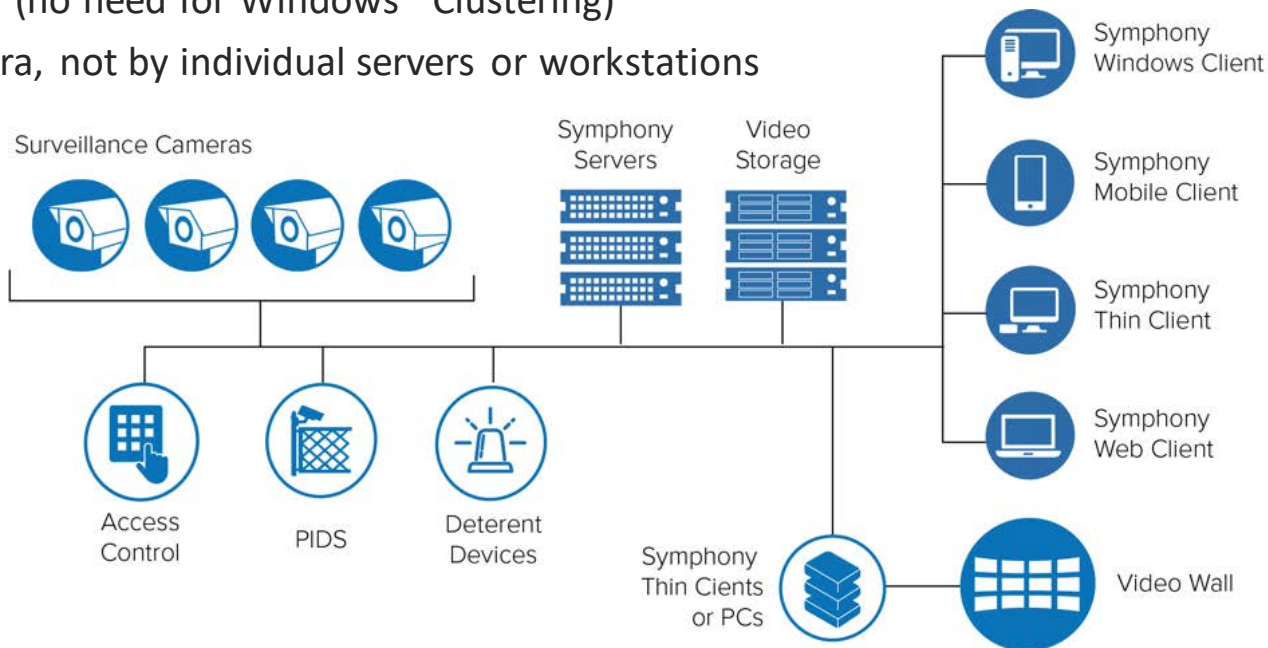 (no need for Windows Clustering)
ra, not by individual servers or workstations
Surveillance Cameras
Symphony
Servers
Video
Storage
Symphony
Windows Client
Symphony
Mobile Client
Symphony
Thin Client
Symphony
Web Client
Access
Control
PIDS
Deterent
Devices
Symphony
Thin Cients
or PCs
Video Wall